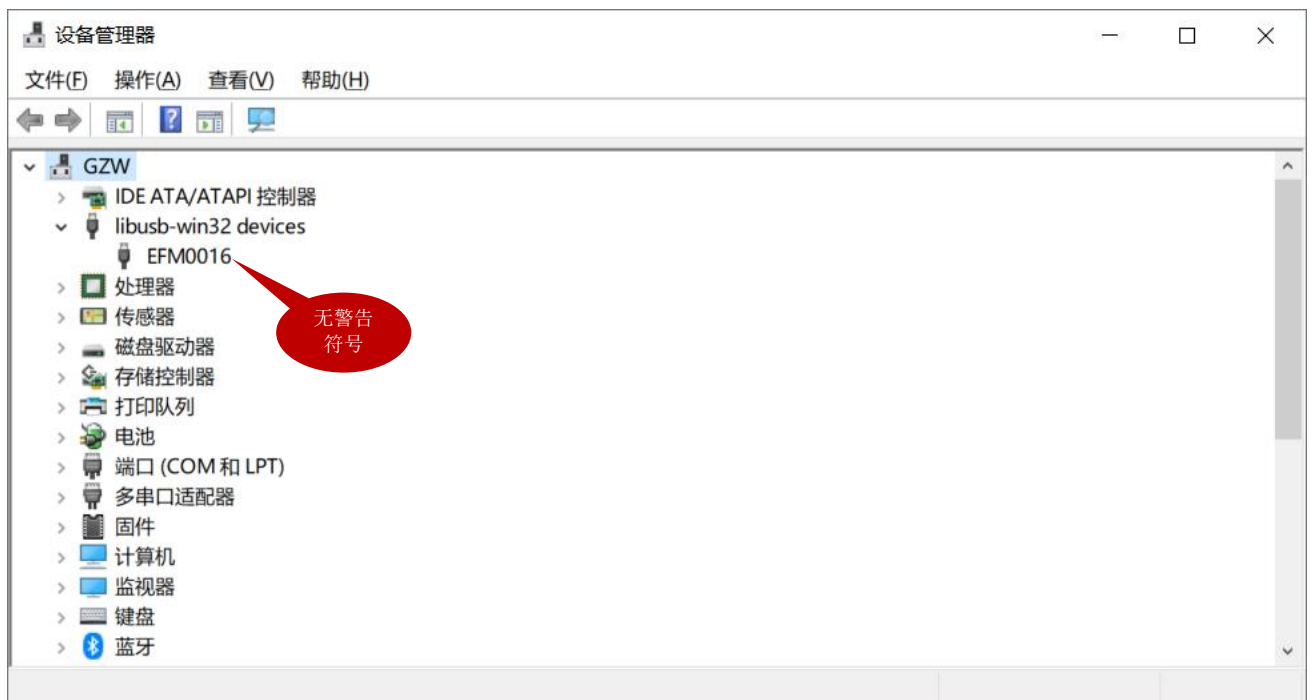 设备管理器
文件(F) 操作(A) 查看(V) 帮助(H)
GZW
IDE ATA/ATAPI 控制器
libusb-win32 devices
EFM0016
处理器
传感器
无警告
符号
磁盘驱动器
存储控制器
打印队列
电池
端口 (COM 和 LPT)
多串口适配器
固件
计算机
监视器
键盘
蓝牙